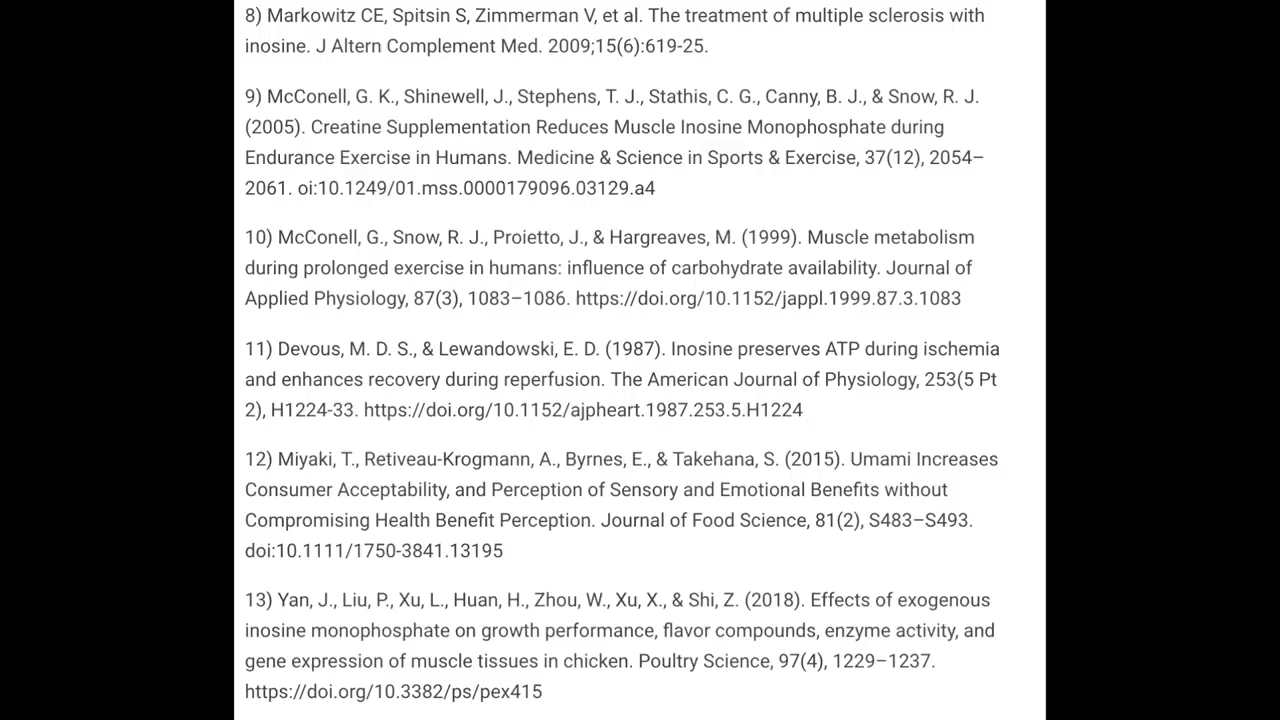 8) Markowitz CE, Spitsin S, Zimmerman V, et al. The treatment of multiple sclerosis with
inosine. J Altern Complement Med. 2009;15(6):619-25.
9) McConell, G. K., Shinewell, J., Stephens, T. J., Stathis, C. G., Canny, B. J., & Snow, R. J.
(2005). Creatine Supplementation Reduces Muscle Inosine Monophosphate during
Endurance Exercise in Humans. Medicine & Science in Sports & Exercise, 37(12), 2054–
2061. oi:10.1249/01.mss.0000179096.03129.a4
10) McConell, G., Snow, R. J., Proietto, J., & Hargreaves, M. (1999). Muscle metabolism
during prolonged exercise in humans: influence of carbohydrate availability. Journal of
Applied Physiology, 87(3), 1083–1086. https://doi.org/10.1152/jappl.1999.87.3.1083
11) Devous, M. D. S., & Lewandowski, E. D. (1987). Inosine preserves ATP during ischemia
and enhances recovery during reperfusion. The American Journal of Physiology, 253(5 Pt
2), H1224-33. https://doi.org/10.1152/ajpheart.1987.253.5.H1224
12) Miyaki, T., Retiveau-Krogmann, A., Byrnes, E., & Takehana, S. (2015). Umami Increases
Consumer Acceptability, and Perception of Sensory and Emotional Benefits without
Compromising Health Benefit Perception. Journal of Food Science, 81(2), S483–S493.
doi:10.1111/1750-3841.13195
13) Yan, J., Liu, P., Xu, L., Huan, H., Zhou, W., Xu, X., & Shi, Z. (2018). Effects of exogenous
inosine monophosphate on growth performance, flavor compounds, enzyme activity, and
gene expression of muscle tissues in chicken. Poultry Science, 97(4), 1229–1237.
https://doi.org/10.3382/ps/pex415